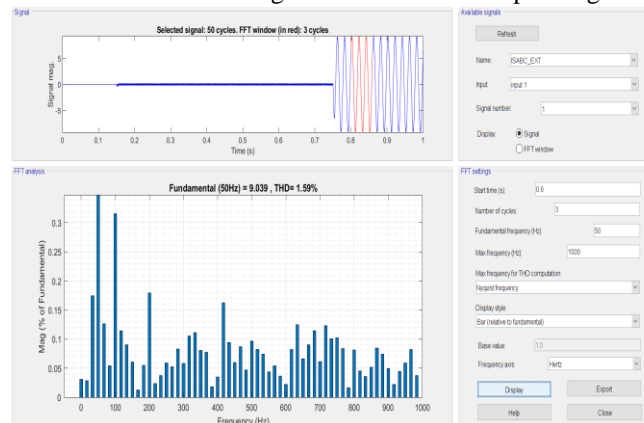 Signal
Selected signal: 50 cycles. FFT window (in red): 3 cycles
Signal mag.
5
0
-5
0
0.1
0.2
0.3
0.4
0.5
0.6
0.7
0.8
0.9
1
Time (s)
Available signals
Refresh
Name:
ISABC_EXT
Input
input 1
Signal number:
1
Display:
Signal
FFT window
FFT analysis
Fundamental (50Hz) = 9.039 , THD= 1.59%
Mag (% of Fundamental)
0.3
0.25
0.2
0.15
0.1
0.05
0
0
100
200
300
400
500
600
700
800
900
1000
Frequency (Hz)
FFT settings
Start time (s):
0.8
Number of cycles:
3
Fundamental frequency (Hz):
50
Max frequency (Hz):
1000
Max frequency for THD computation:
Nyquist frequency
Display style:
Bar (relative to fundamental)
Base value:
1.0
Frequency axis:
Hertz
Display
Export
Help
Close